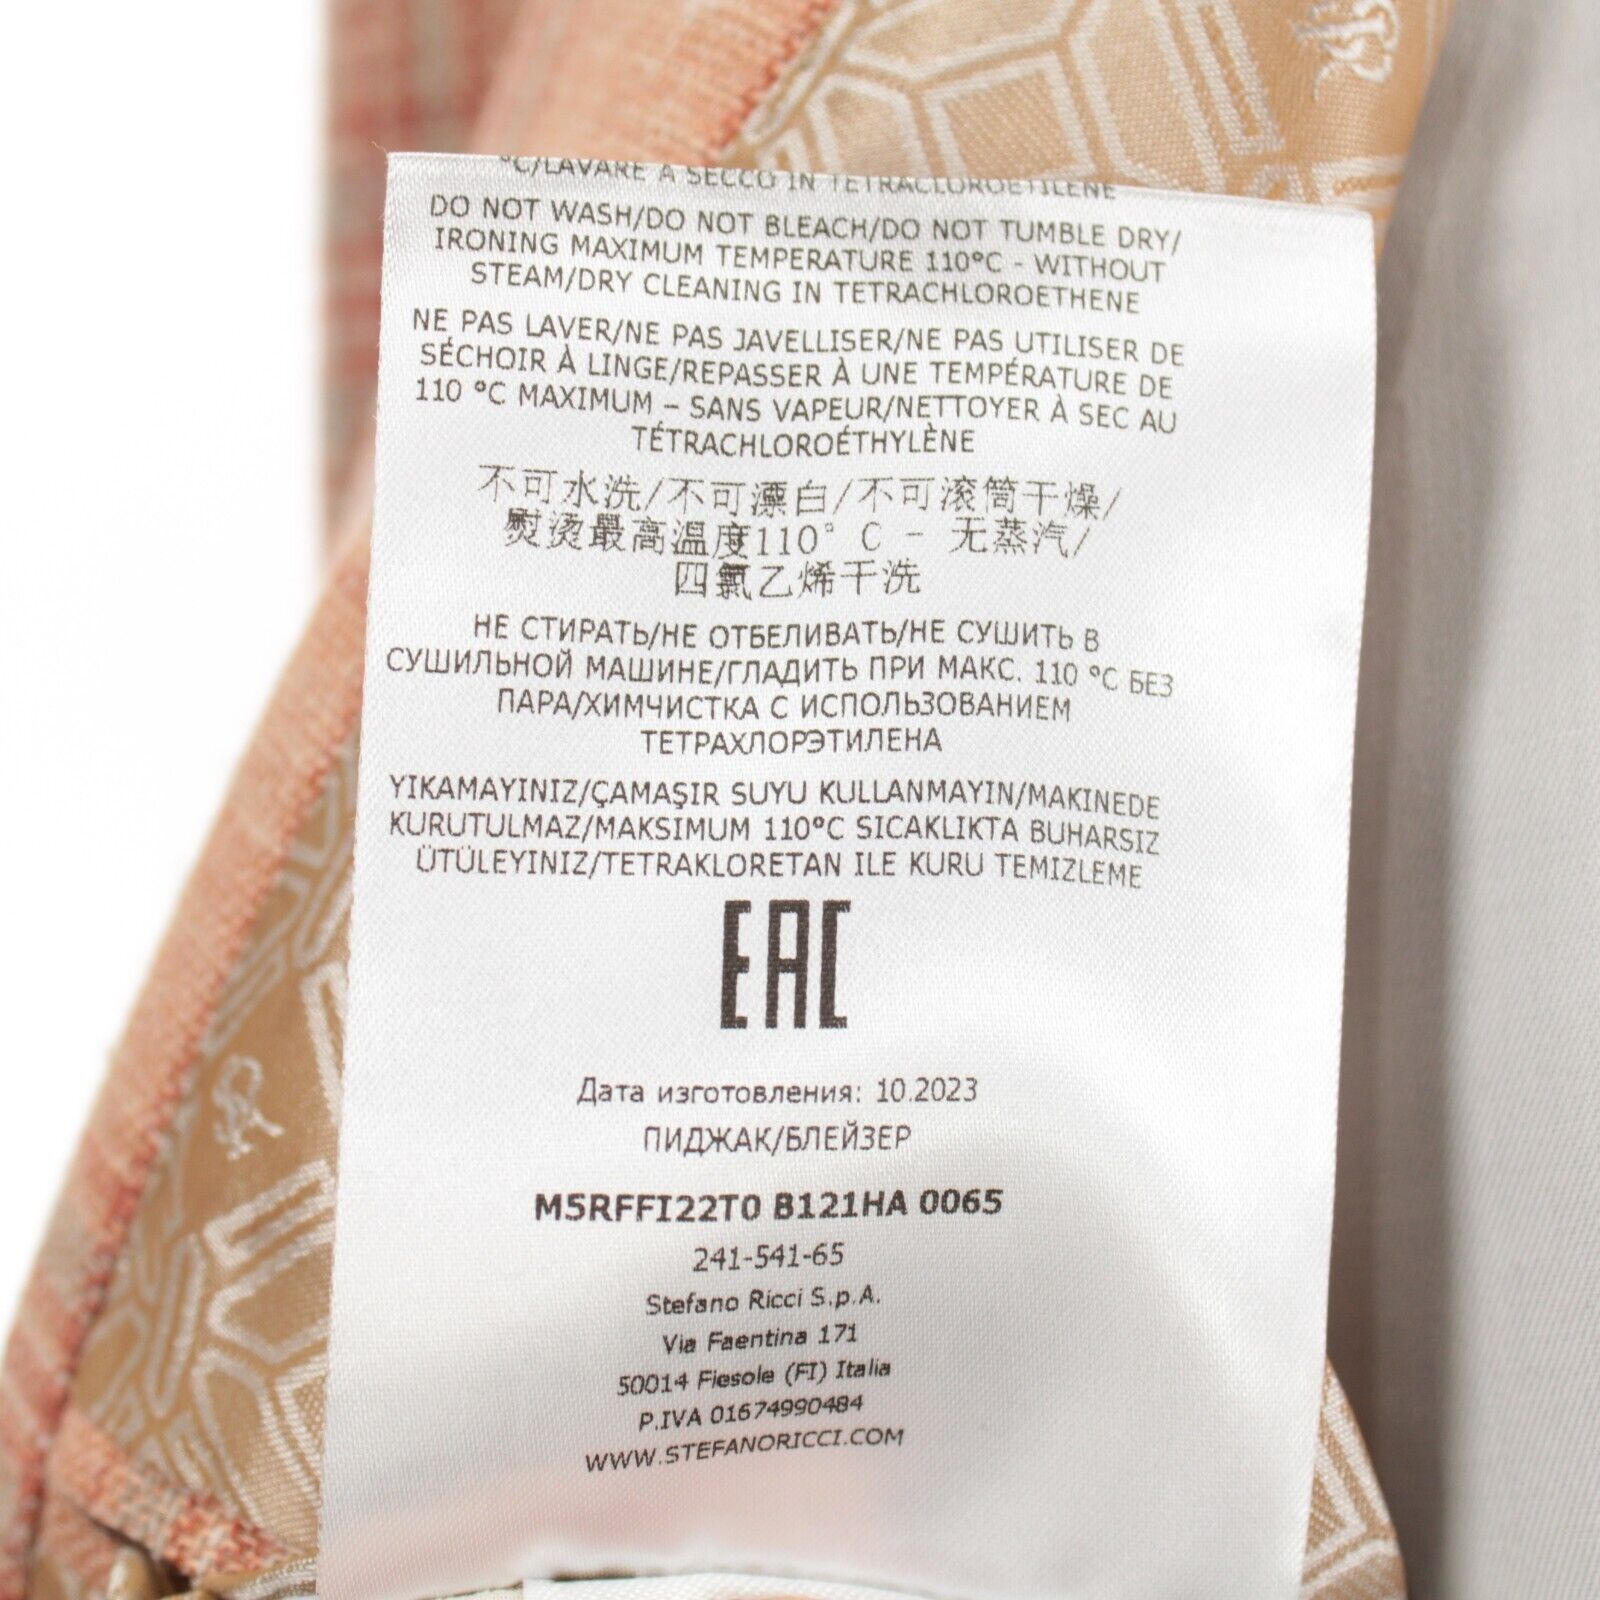 °C/LAVARE A SECCO IN TETRACLOROETILENE
DO NOT WASH/DO NOT BLEACH/DO NOT TUMBLE DRY/
IRONING MAXIMUM TEMPERATURE 110°C - WITHOUT
STEAM/DRY CLEANING IN TETRACHLOROETHENE
NE PAS LAVER/NE PAS JAVELLISER/NE PAS UTILISER DE
SÉCHOIR À LINGE/REPASSER À UNE TEMPÉRATURE DE
110 °C MAXIMUM – SANS VAPEUR/NETTOYER À SEC AU
TÉTRACHLOROÉTHYLÈNE
不可水洗/不可漂白/不可滚筒干燥/
熨烫最高温度110° C - 无蒸汽/
四氯乙烯干洗
НЕ СТИРАТЬ/НЕ ОТБЕЛИВАТЬ/НЕ СУШИТЬ В
СУШИЛЬНОЙ МАШИНЕ/ГЛАДИТЬ ПРИ МАКС. 110 °C БЕЗ
ПАРА/ХИМЧИСТКА С ИСПОЛЬЗОВАНИЕМ
ТЕТРАХЛОРЭТИЛЕНА
YIKAMAYINIZ/ÇAMAŞIR SUYU KULLANMAYIN/MAKINEDE
KURUTULMAZ/MAKSIMUM 110°C SICAKLIKTA BUHARSIZ
ÜTÜLEYINIZ/TETRAKLORETAN ILE KURU TEMIZLEME
EAC
Дата изготовления: 10.2023
ПИДЖАК/БЛЕЙЗЕР
M5RFFI22T0 B121HA 0065
241-541-65
Stefano Ricci S.p.A.
Via Faentina 171
50014 Fiesole (FI) Italia
P.IVA 01674990484
WWW.STEFANORICCI.COM